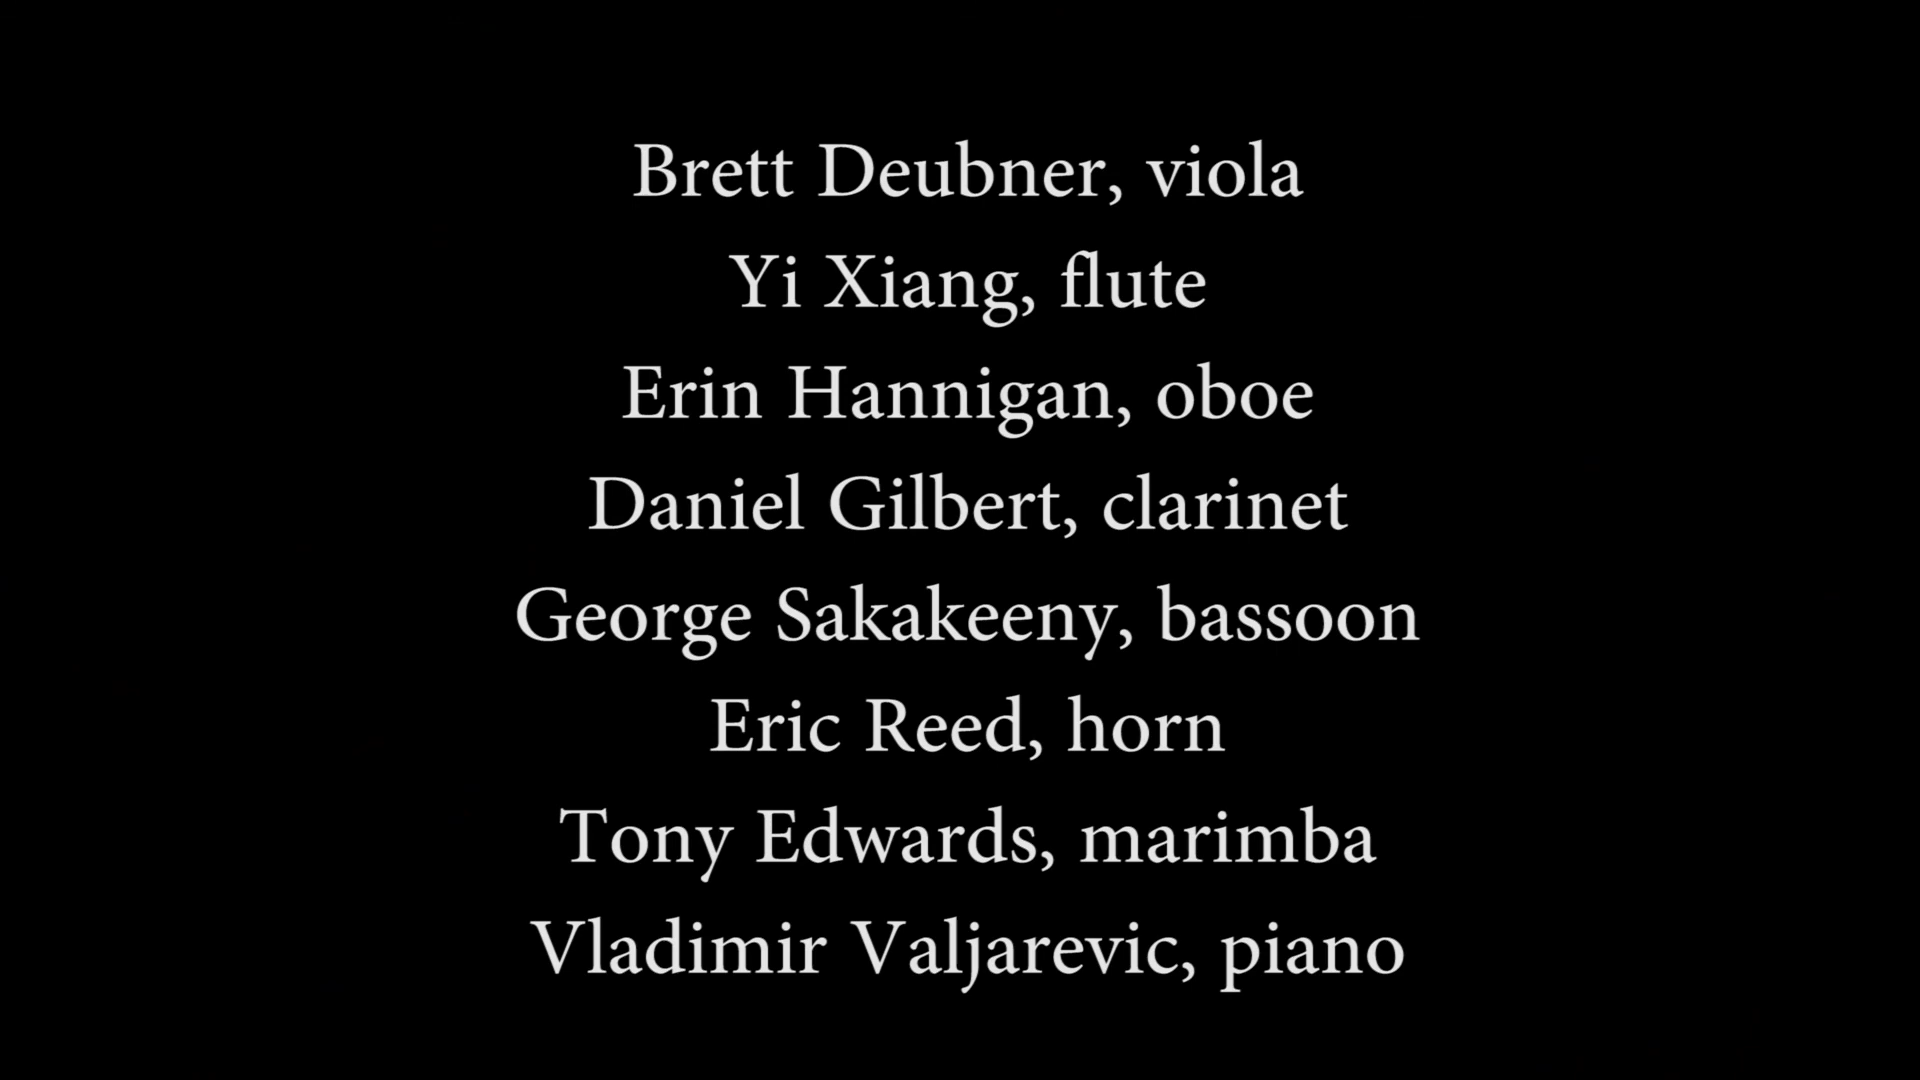 Brett Deubner, viola
Yi Xiang, flute
Erin Hannigan, oboe
Daniel Gilbert, clarinet
George Sakakeeny, bassoon
Eric Reed, horn
Tony Edwards, marimba
Vladimir Valjarevic, piano